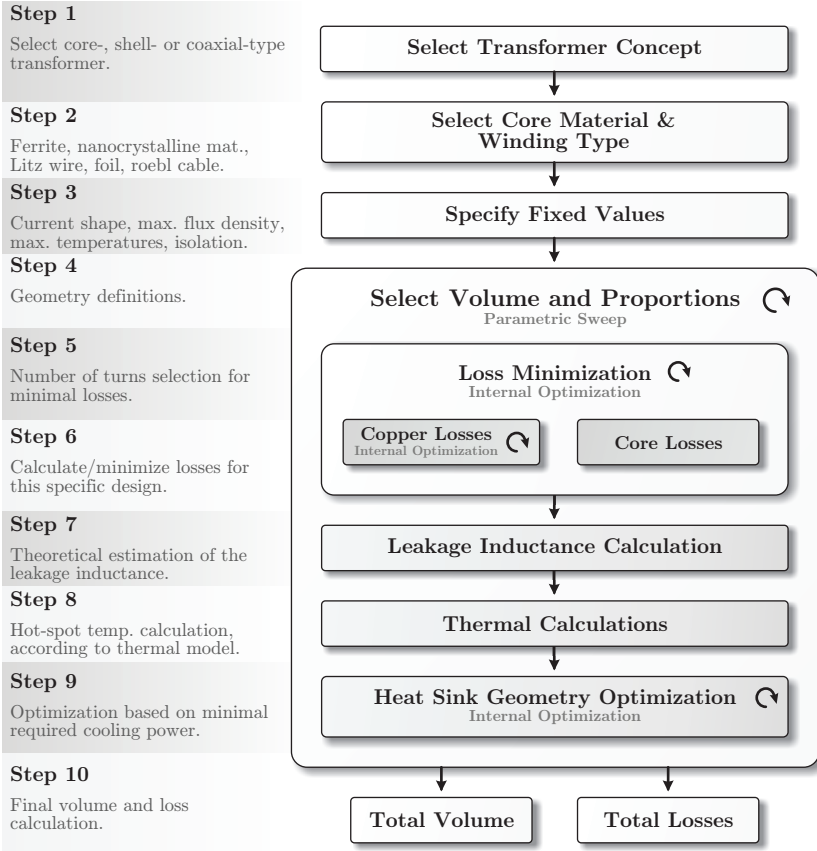 Step 1
Select core-, shell- or coaxial-type
transformer.
Step 2
Ferrite, nanocrystalline mat.,
Litz wire, foil, roebl cable.
Step 3
Current shape, max. flux density,
max. temperatures, isolation.
Step 4
Geometry definitions.
Step 5
Number of turns selection for
minimal losses.
Step 6
Calculate/minimize losses for
this specific design.
Step 7
Theoretical estimation of the
leakage inductance.
Step 8
Hot-spot temp. calculation,
according to thermal model.
Step 9
Optimization based on minimal
required cooling power.
Step 10
Final volume and loss
calculation.
Select Transformer Concept
Select Core Material &
Winding Type
Specify Fixed Values
Select Volume and Proportions
Parametric Sweep
Loss Minimization
Internal Optimization
Copper Losses
Internal Optimization
Core Losses
Leakage Inductance Calculation
Thermal Calculations
Heat Sink Geometry Optimization
Internal Optimization
Total Volume
Total Losses